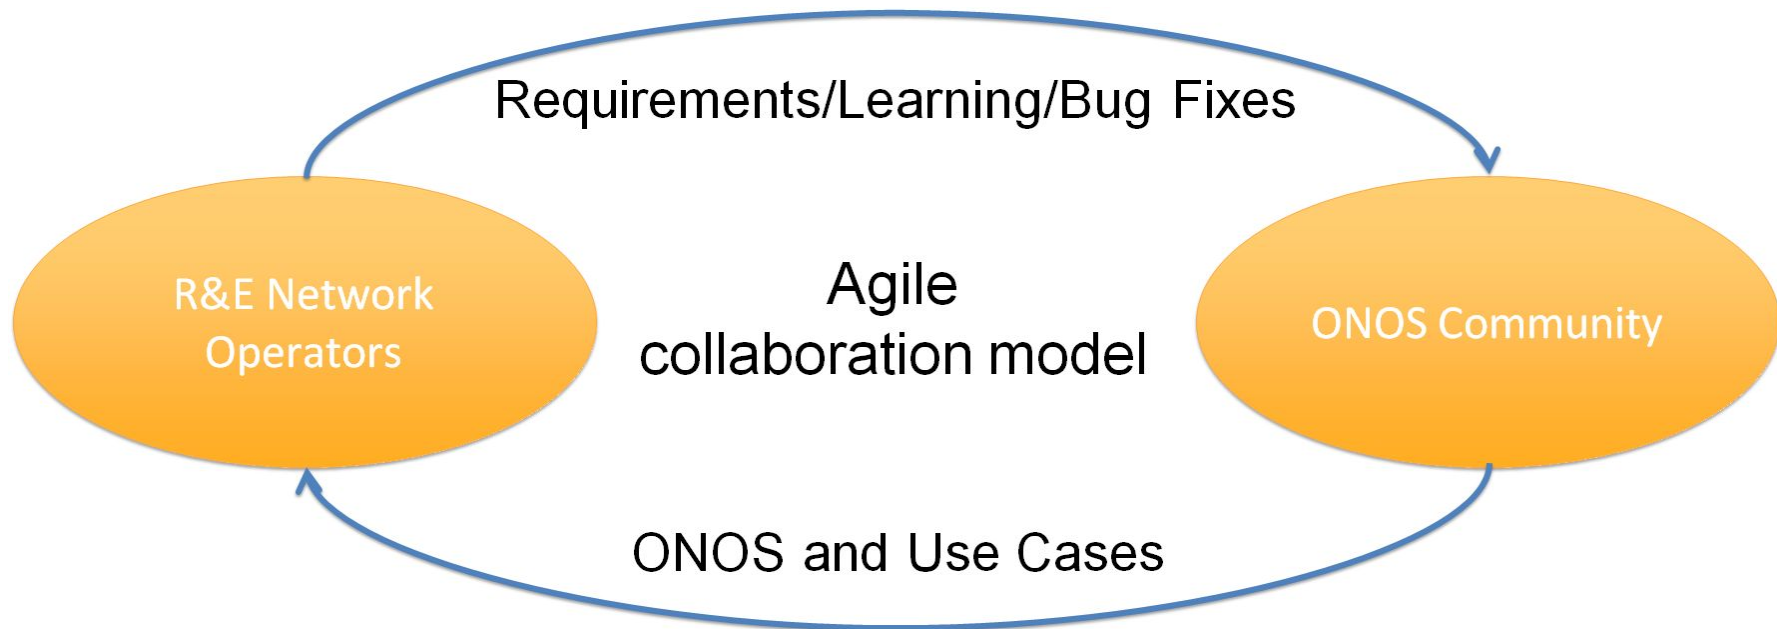 Requirements/Learning/Bug Fixes
R&E Network
Operators
Agile
collaboration model
ONOS Community
ONOS and Use Cases